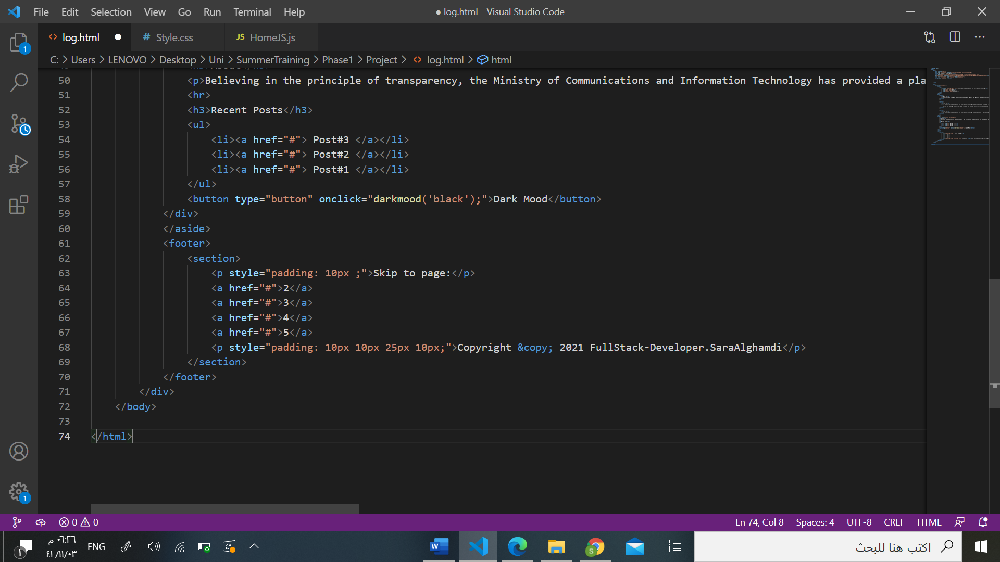 File Edit Selection View Go Run Terminal Help
● log.html - Visual Studio Code
log.html
# Style.css
JS HomeJS.js
C: > Users > LENOVO > Desktop > Uni > SummerTraining > Phase1 > Project > log.html > html
50 <p>Believing in the principle of transparency, the Ministry of Communications and Information Technology has provided a pla
51 <hr>
52 <h3>Recent Posts</h3>
53 <ul>
54 <li><a href="#"> Post#3 </a></li>
55 <li><a href="#"> Post#2 </a></li>
56 <li><a href="#"> Post#1 </a></li>
57 </ul>
58 <button type="button" onclick="darkmood('black');">Dark Mood</button>
59 </div>
60 </aside>
61 <footer>
62 <section>
63 <p style="padding: 10px ;">Skip to page:</p>
64 <a href="#">2</a>
65 <a href="#">3</a>
66 <a href="#">4</a>
67 <a href="#">5</a>
68 <p style="padding: 10px 10px 25px 10px;">Copyright &copy; 2021 FullStack-Developer.SaraAlghamdi</p>
69 </section>
70 </footer>
71 </div>
72 </body>
73
74 </html>
1
1
0 0
Ln 74, Col 8 Spaces: 4 UTF-8 CRLF HTML
١
٠٦:٢٦ م
٤٢/١١/٠٣
ENG
W
S
اكتب هنا للبحث